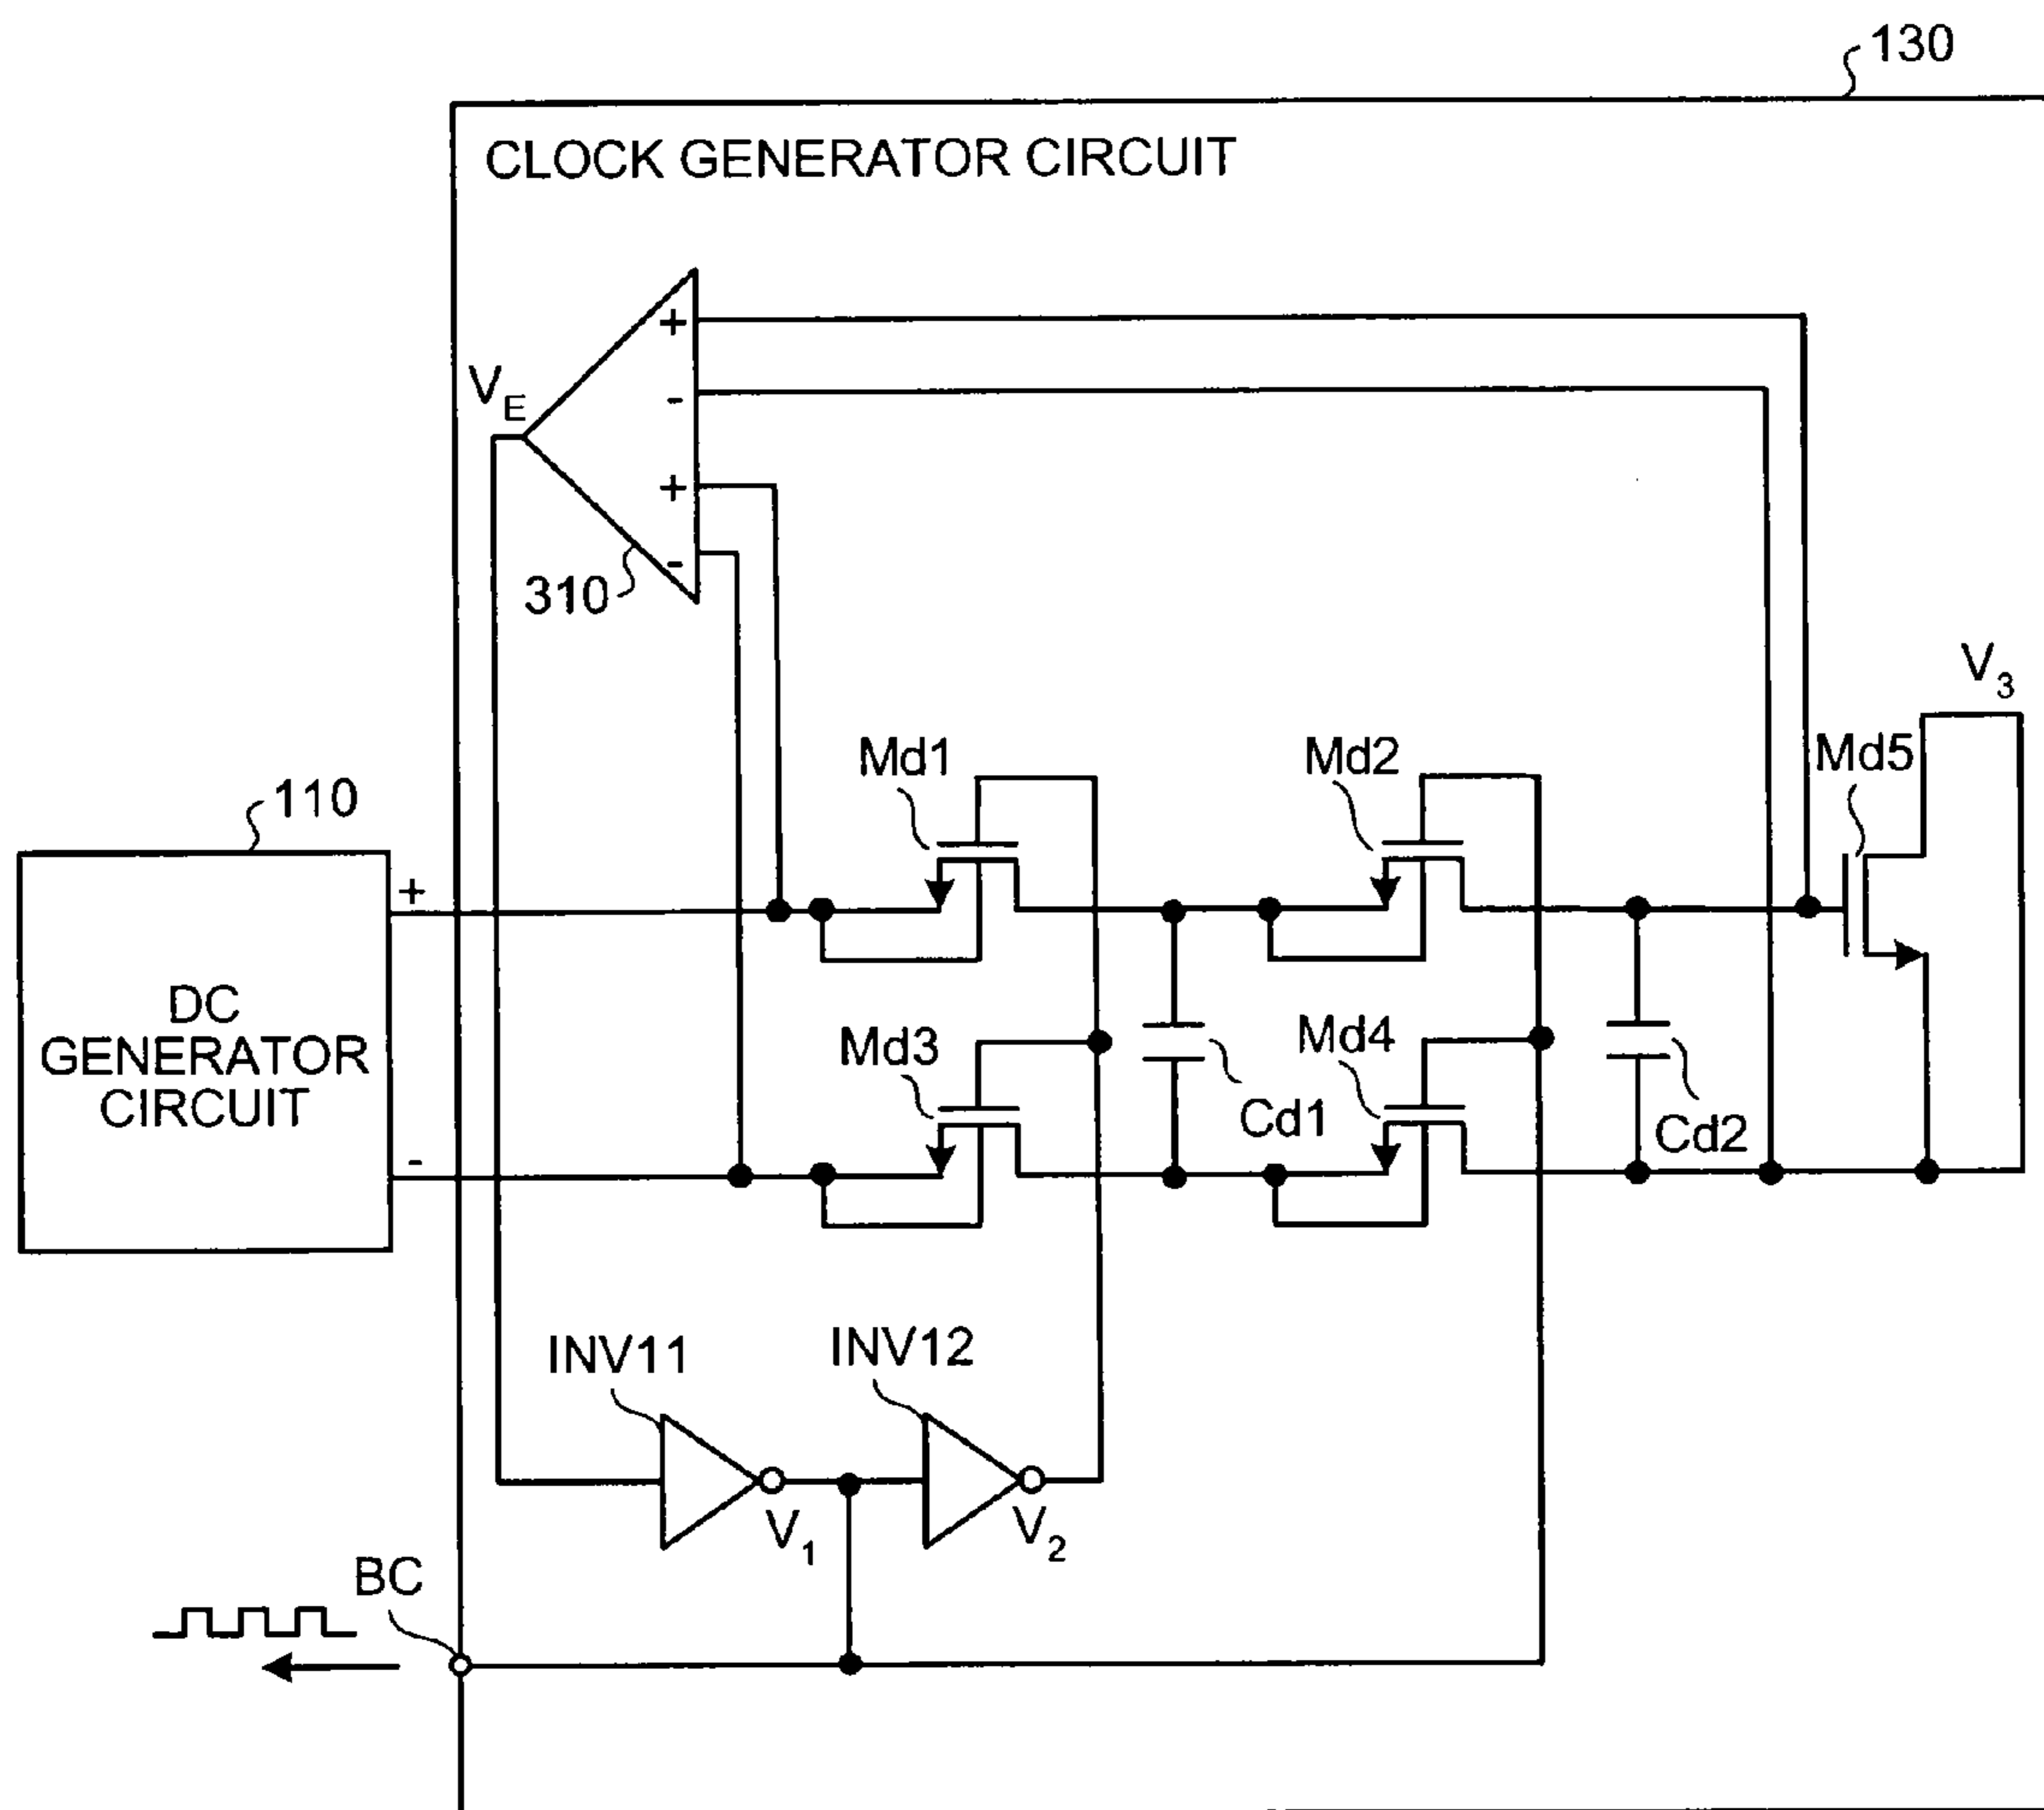 130
CLOCK GENERATOR CIRCUIT
+
-
+
-
VE
310
V3
Md1
Md2
Md5
110
+
DC
GENERATOR
CIRCUIT
-
Md3
Md4
Cd1
Cd2
INV11
INV12
V1
V2
BC